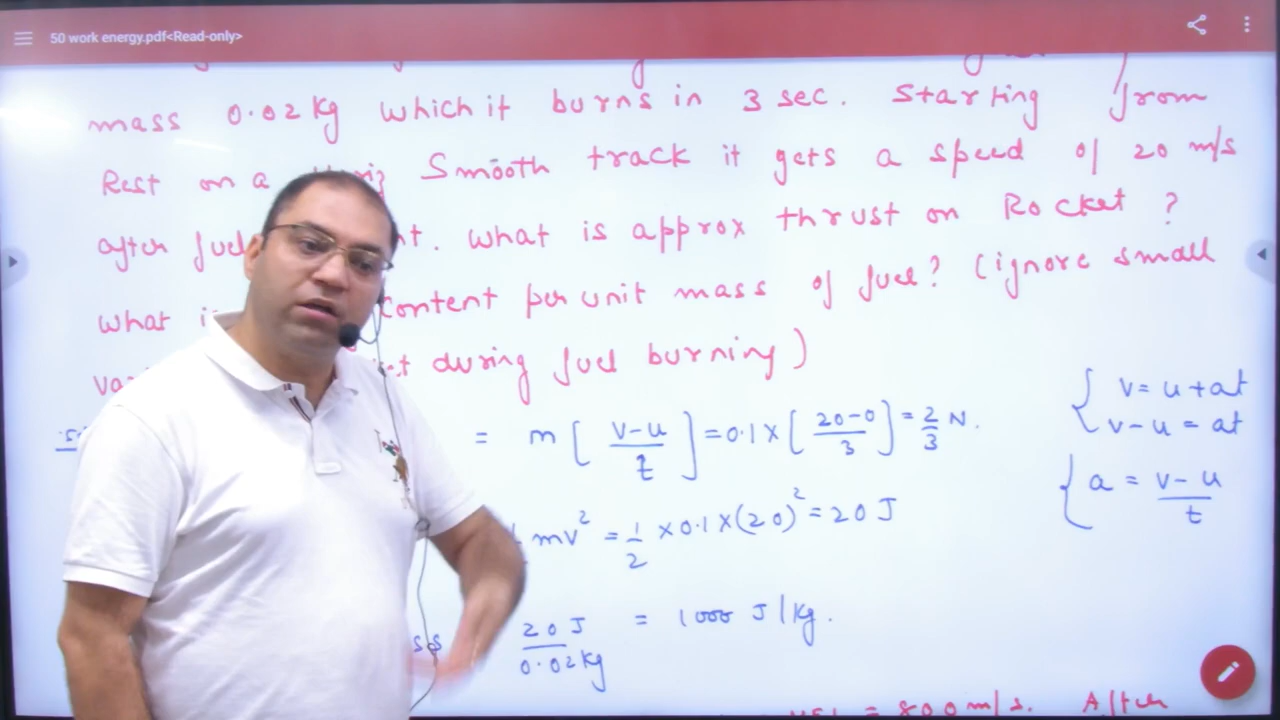 50 work energy.pdf<Read-only>
mass 0.02 kg which it burns in 3 sec. Starting from
Rest on a Smooth track it gets a speed of 20 m/s
after fuel . What is approx thrust on Rocket ?
what content per unit mass of fuel? (ignore small
during fuel burning)
= m [ v-u / t ] = 0.1 × [ 20-0 / 3 ] = 2/3 N.
{ v = u + at
v - u = at
{ a = v - u / t
mv² = 1/2 × 0.1 × (20)² = 20 J
ss 20 J / 0.02 kg = 1000 J/kg.
= 800 m/s. After